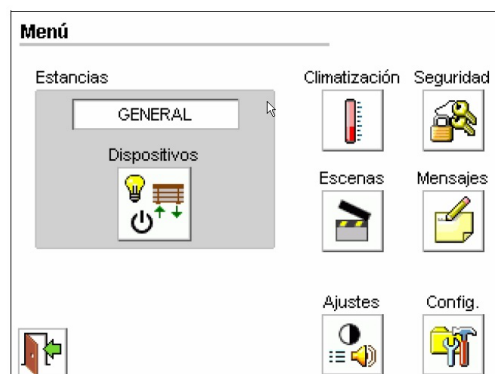 Menú
Estancias
GENERAL
Dispositivos
Climatización
Seguridad
Escenas
Mensajes
Ajustes
Config.